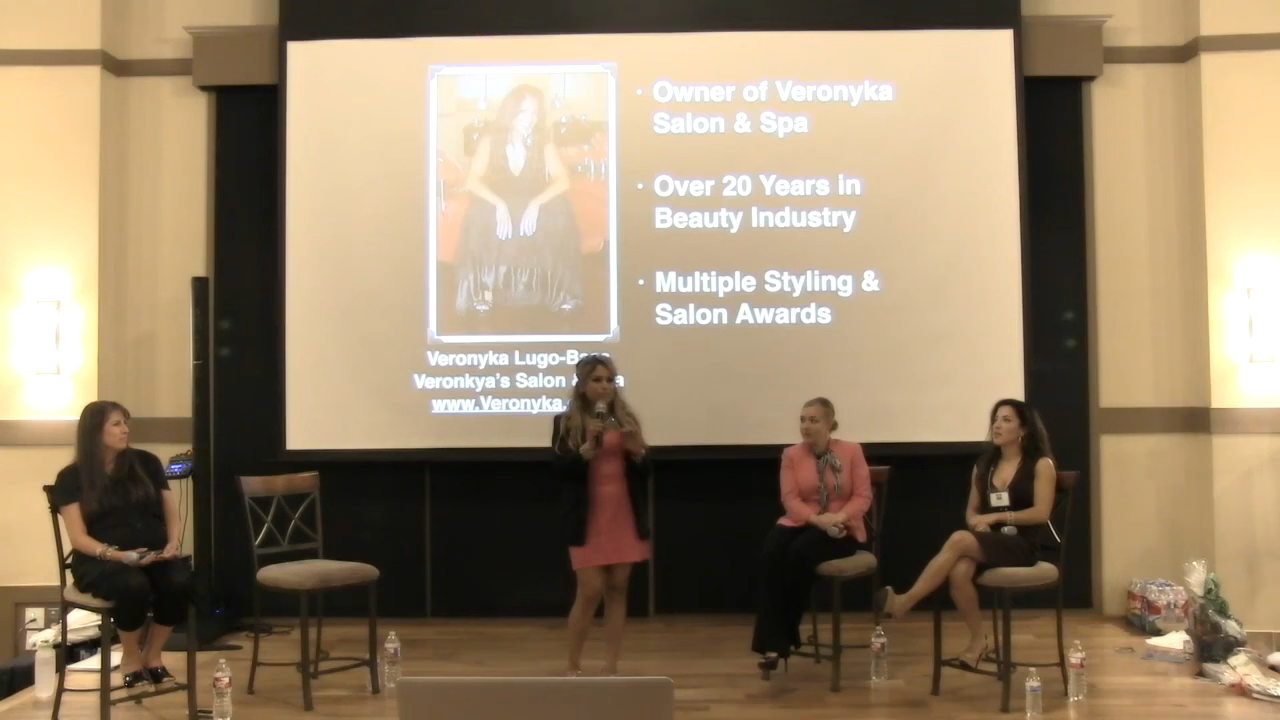 · Owner of Veronyka
Salon & Spa
· Over 20 Years in
Beauty Industry
· Multiple Styling &
Salon Awards
Veronyka Lugo-
Veronkya's Salon
www.Veronyka.